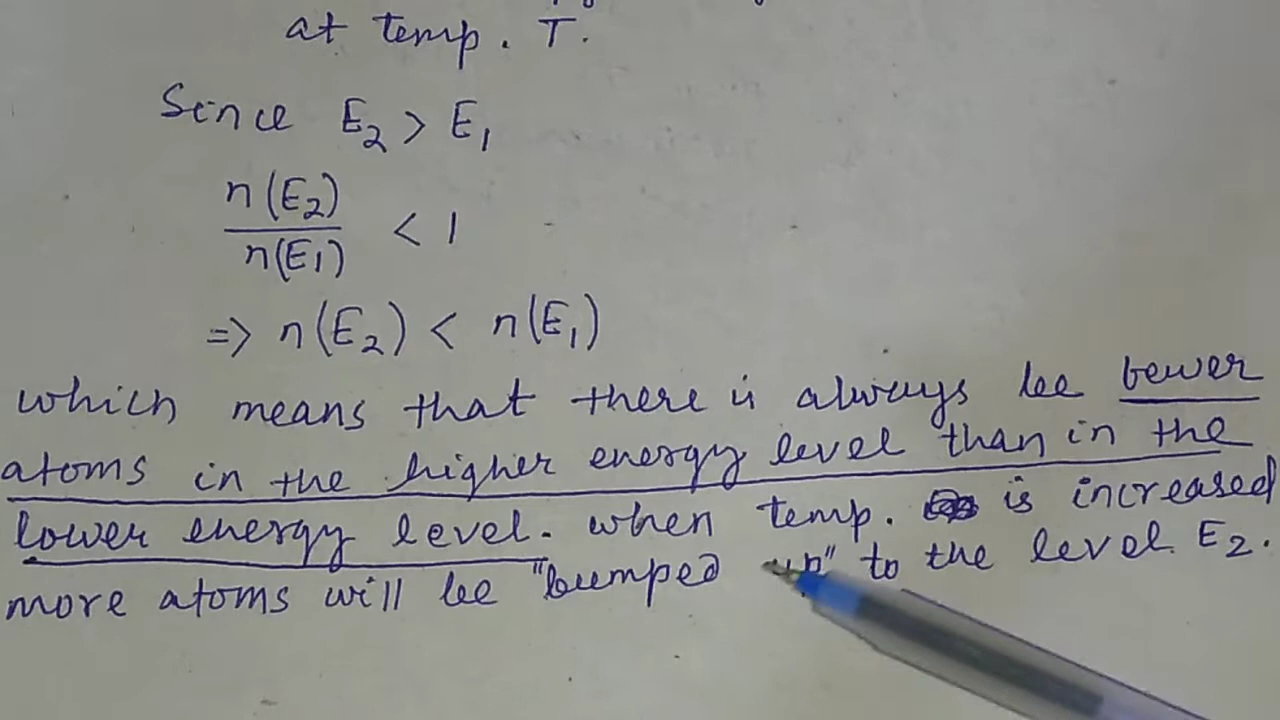 at temp. T.
Since E₂ > E₁
n(E₂)
n(E1) < 1
=> n(E₂) < n(E₁)
which means that there is always be bewer
atoms in the higher energy level than in the
lower energy level. when temp. is increased
more atoms will be "bumped up" to the level E₂.